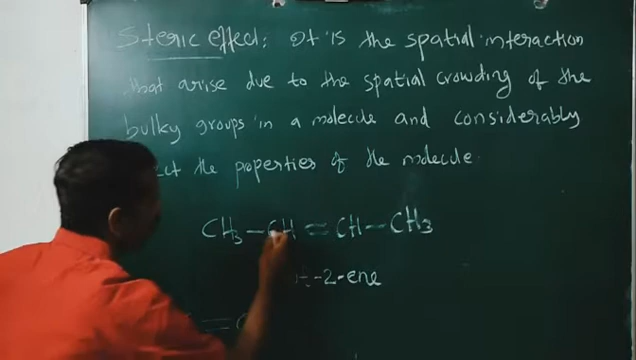 Steric effect: It is the spatial interaction
that arise due to the spatial crowding of the
bulky groups in a molecule and considerably
the properties of the molecule.
CH3-CH=CH-CH3
-2-ene
=